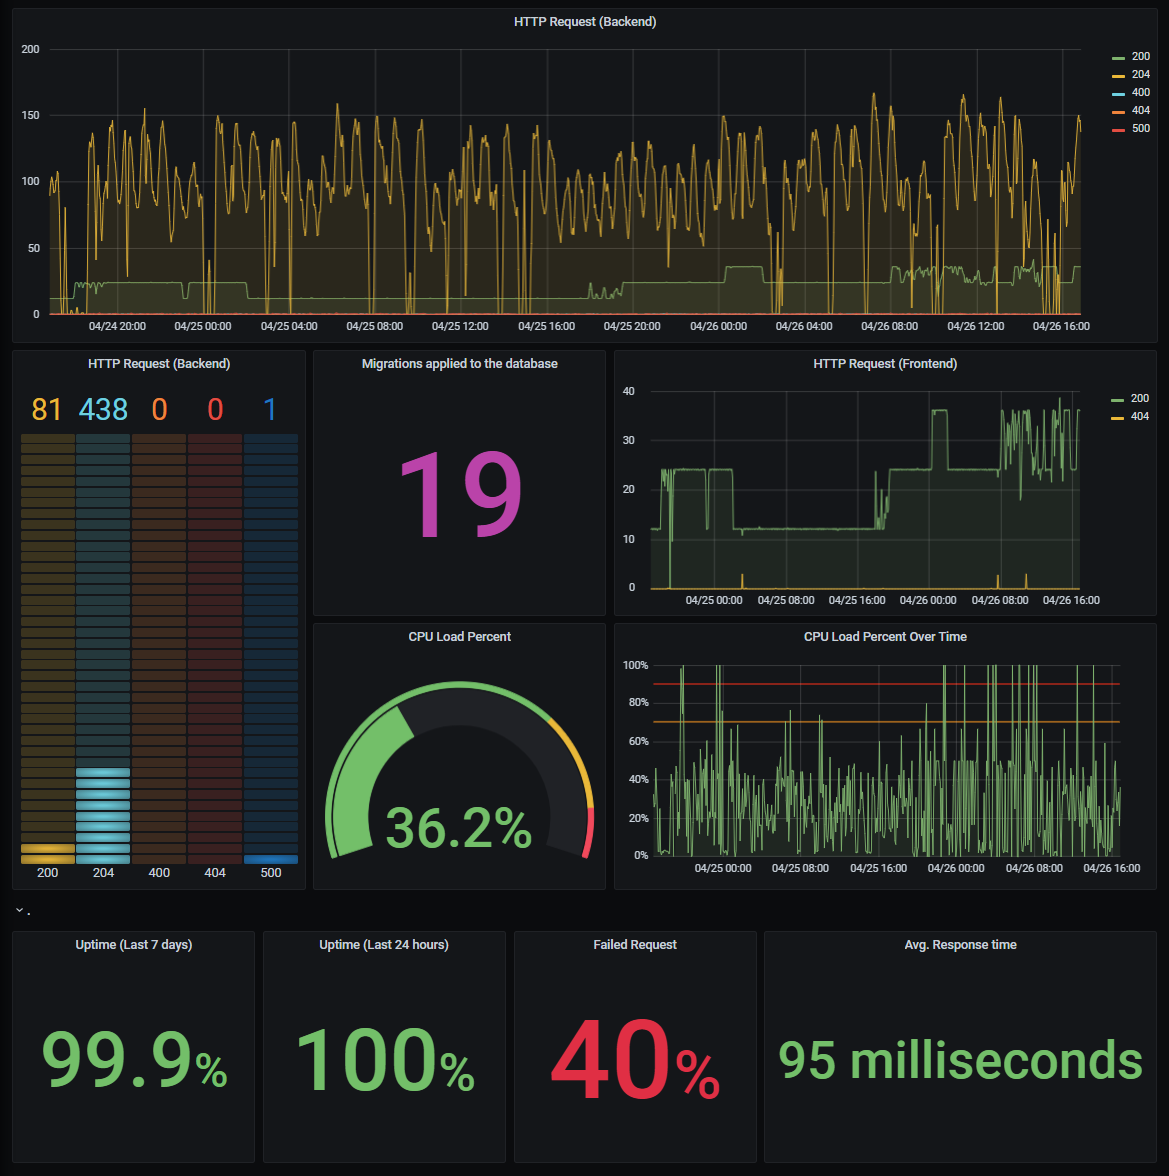 HTTP Request (Backend)
200
150
100
50
0
04/24 20:00 04/25 00:00 04/25 04:00 04/25 08:00 04/25 12:00 04/25 16:00 04/25 20:00 04/26 00:00 04/26 04:00 04/26 08:00 04/26 12:00 04/26 16:00
200
204
400
404
500
HTTP Request (Backend)
81 438 0 0 1
200 204 400 404 500
Migrations applied to the database
19
HTTP Request (Frontend)
40
30
20
10
0
04/25 00:00 04/25 08:00 04/25 16:00 04/26 00:00 04/26 08:00 04/26 16:00
200
404
CPU Load Percent
36.2%
CPU Load Percent Over Time
100%
80%
60%
40%
20%
0%
04/25 00:00 04/25 08:00 04/25 16:00 04/26 00:00 04/26 08:00 04/26 16:00
.
Uptime (Last 7 days)
99.9%
Uptime (Last 24 hours)
100%
Failed Request
40%
Avg. Response time
95 milliseconds